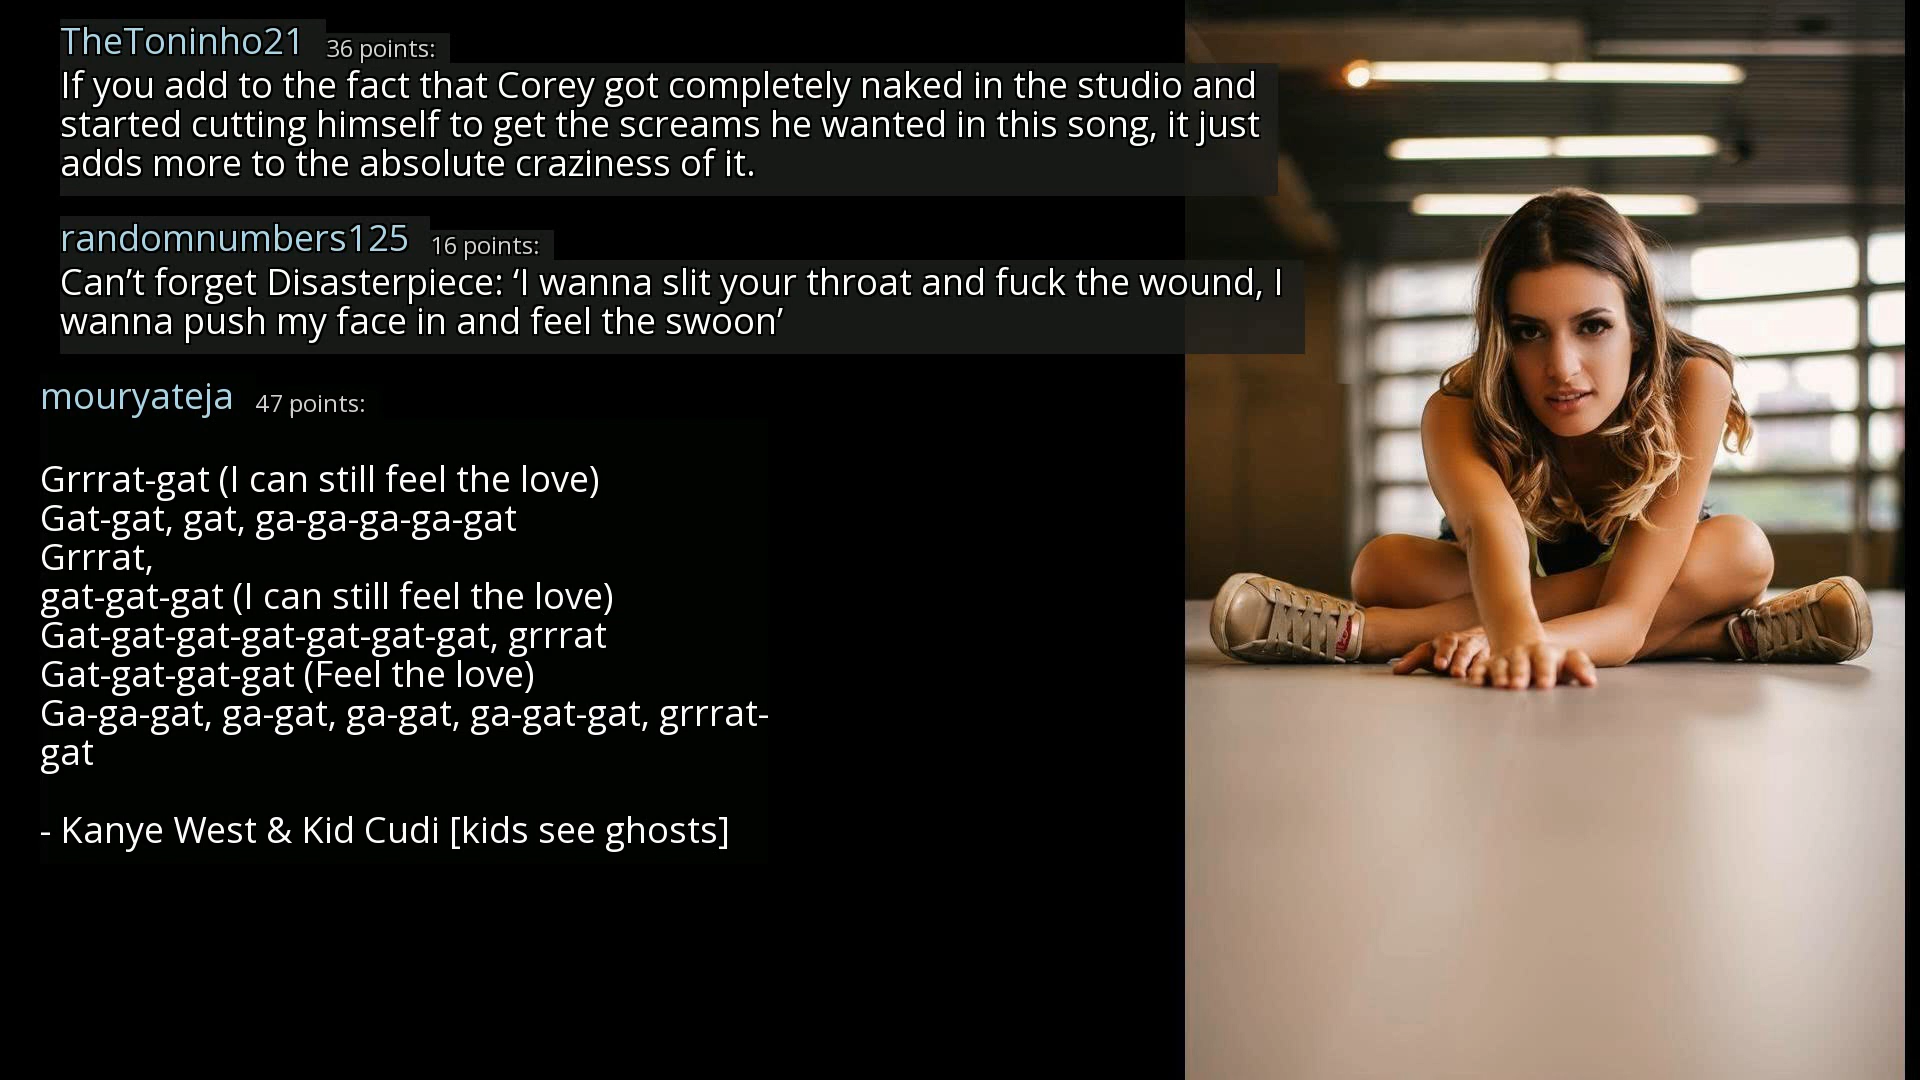 TheToninho21 36 points:
If you add to the fact that Corey got completely naked in the studio and
started cutting himself to get the screams he wanted in this song, it just
adds more to the absolute craziness of it.
randomnumbers125 16 points:
Can’t forget Disasterpiece: ‘I wanna slit your throat and fuck the wound, I
wanna push my face in and feel the swoon’
mouryateja 47 points:
Grrrat-gat (I can still feel the love)
Gat-gat, gat, ga-ga-ga-ga-gat
Grrrat,
gat-gat-gat (I can still feel the love)
Gat-gat-gat-gat-gat-gat-gat, grrrat
Gat-gat-gat-gat (Feel the love)
Ga-ga-gat, ga-gat, ga-gat, ga-gat-gat, grrrat-
gat
- Kanye West & Kid Cudi [kids see ghosts]